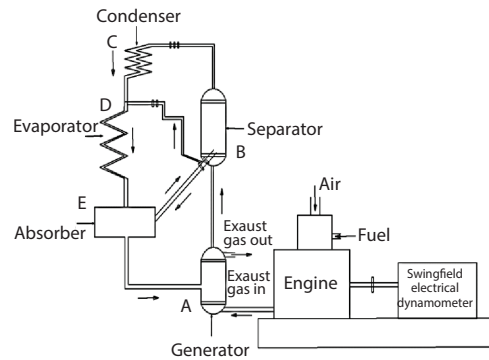 Condenser
C
D
Evaporator
Separator
B
E
Absorber
Air
Exaust
gas out
Fuel
Exaust
gas in
Engine
Swingfield
electrical
dynamometer
A
Generator